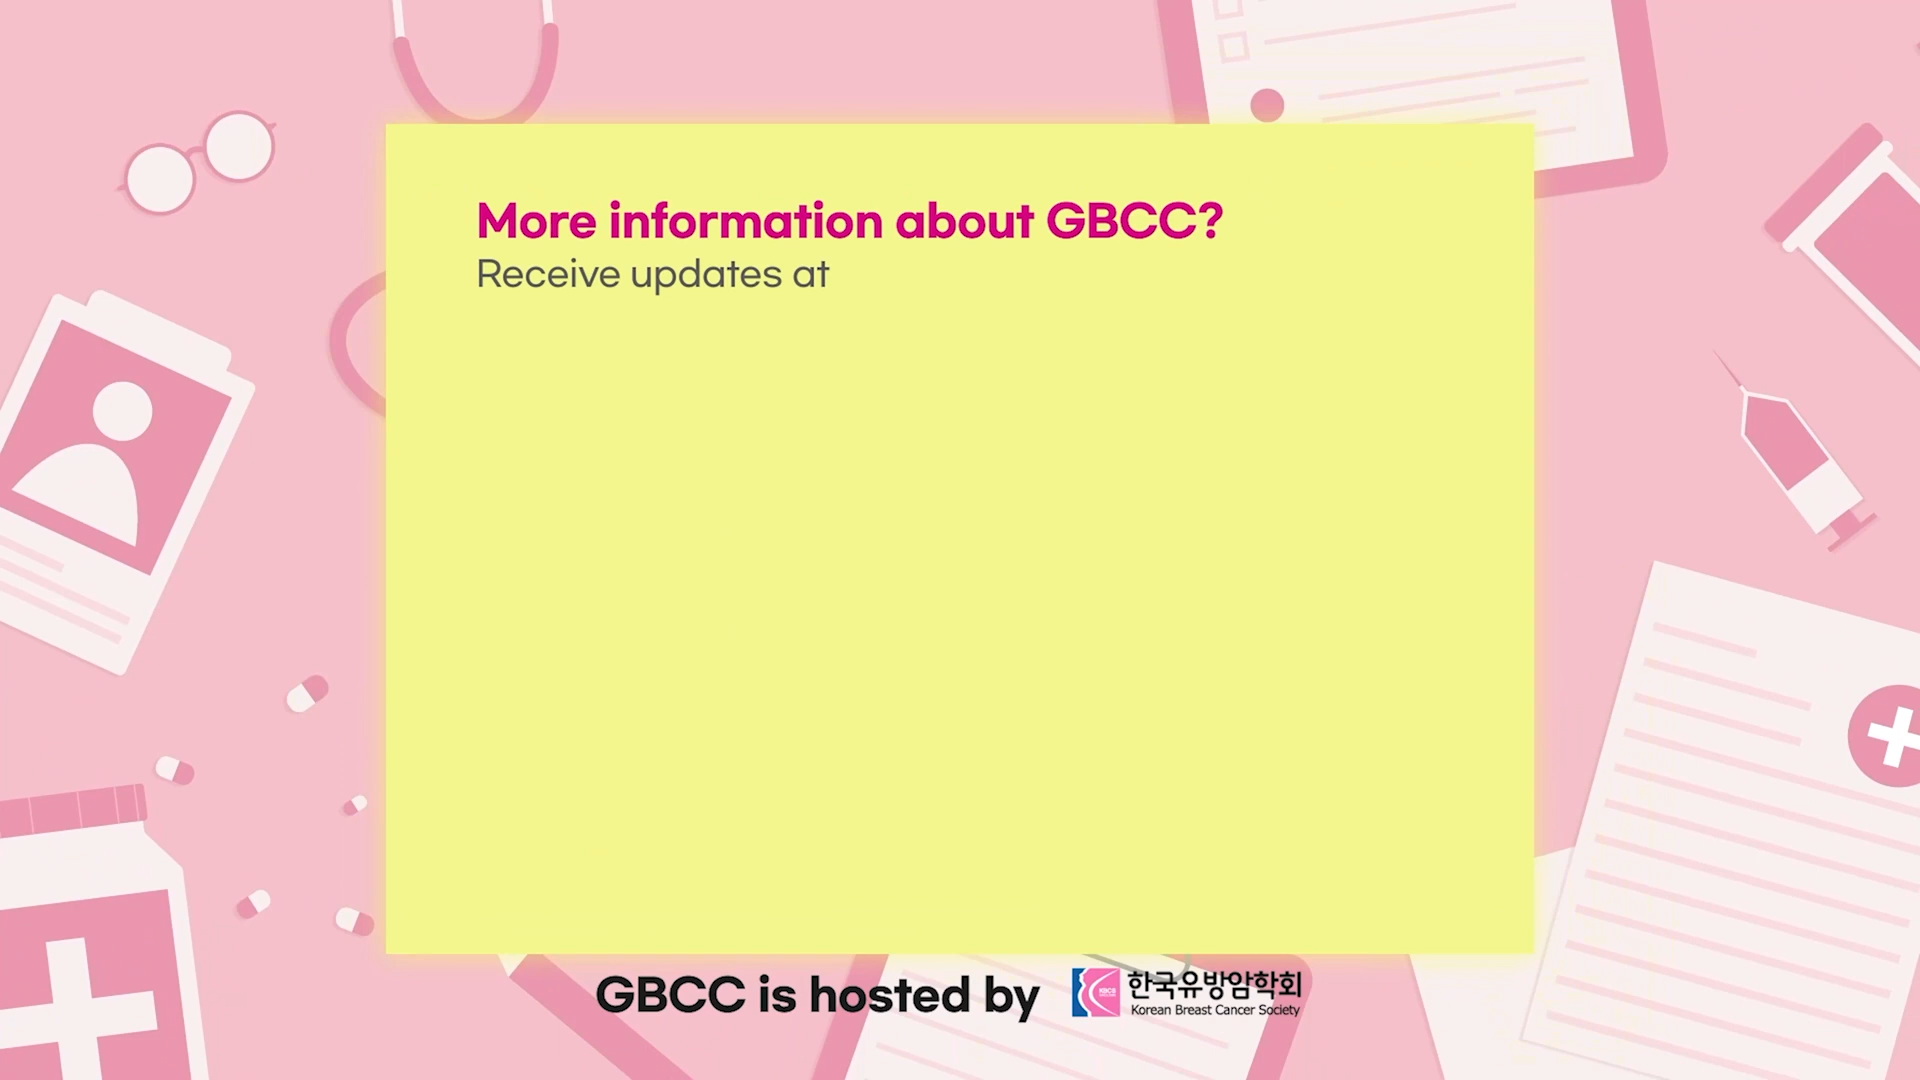 More information about GBCC?
Receive updates at
GBCC is hosted by
KBCS
한국유방암학회
Korean Breast Cancer Society